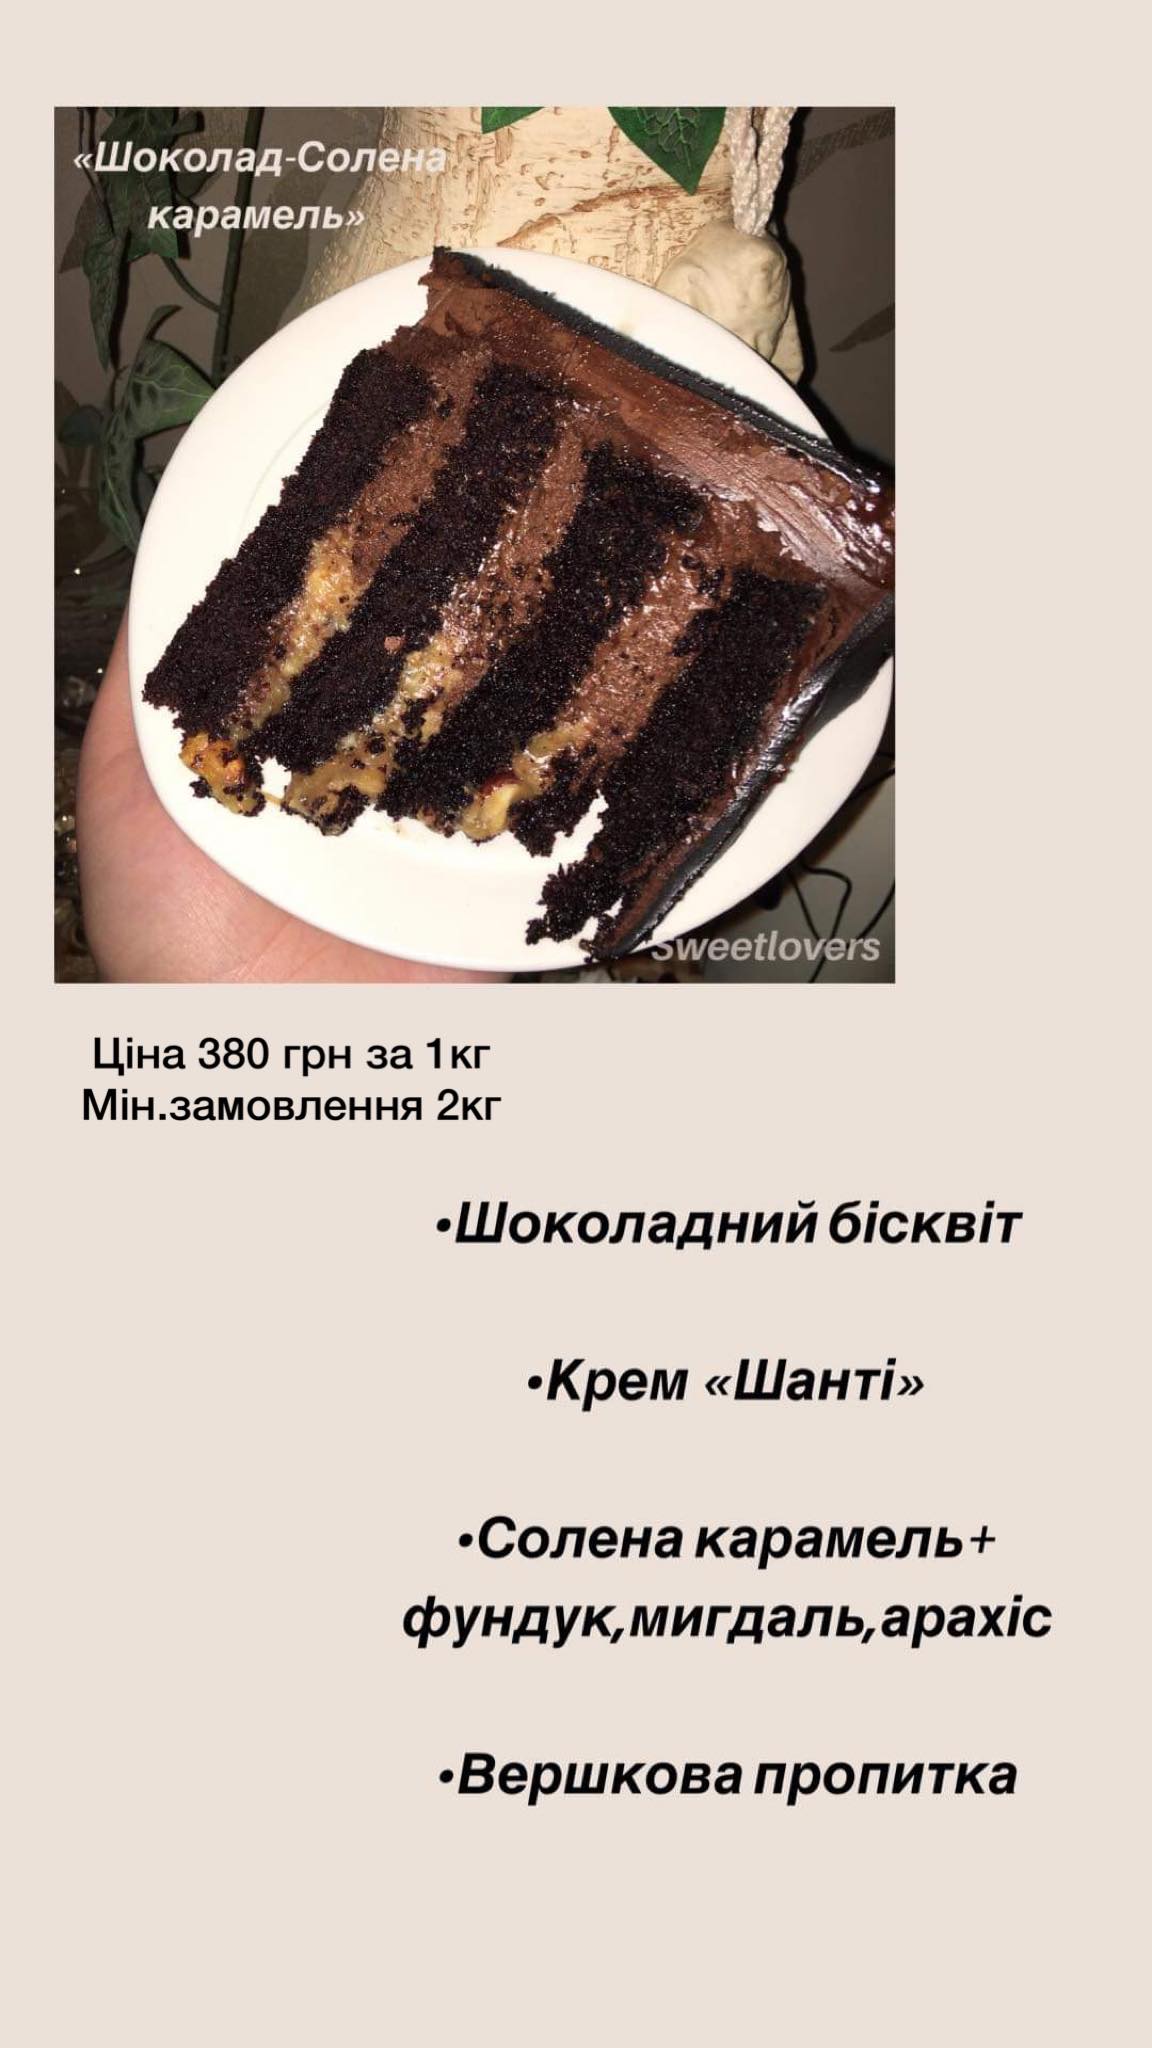 «Шоколад-Солена
карамель»
Sweetlovers
Ціна 380 грн за 1кг
Мін.замовлення 2кг
•Шоколадний бісквіт
•Крем «Шанті»
•Солена карамель+
фундук,мигдаль,арахіс
•Вершкова пропитка